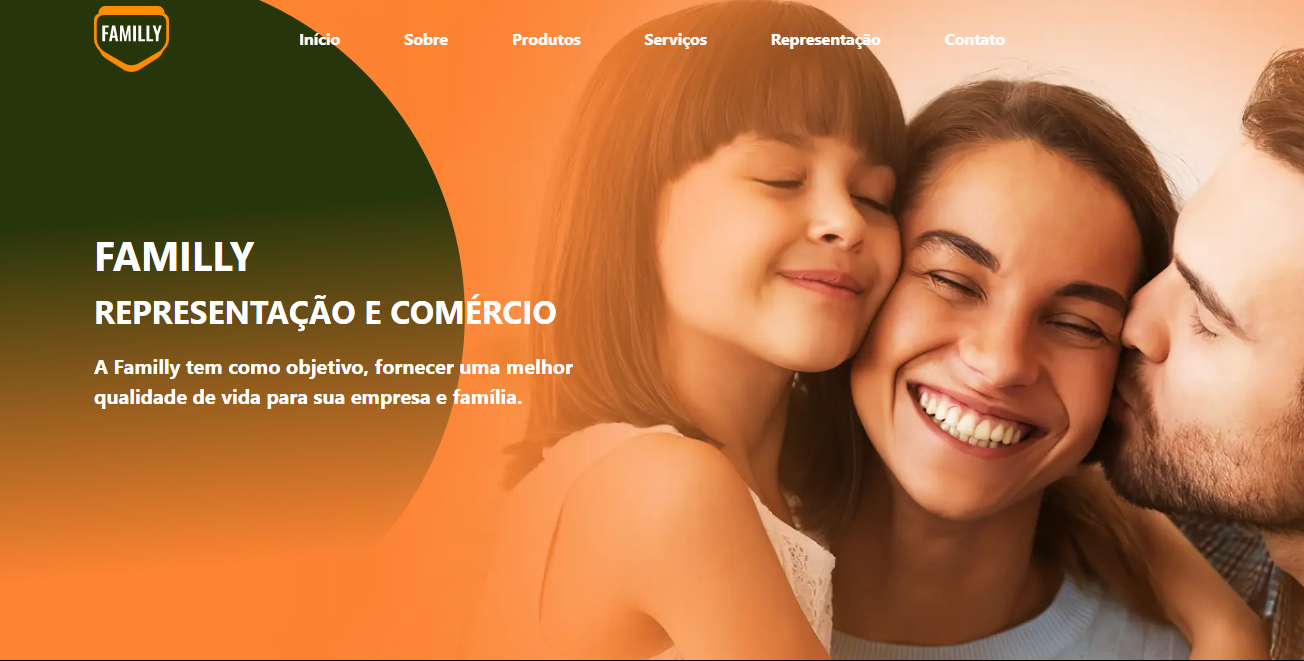 FAMILLY
Início Sobre Produtos Serviços Representação Contato
FAMILLY
REPRESENTAÇÃO E COMÉRCIO
A Familly tem como objetivo, fornecer uma melhor
qualidade de vida para sua empresa e família.